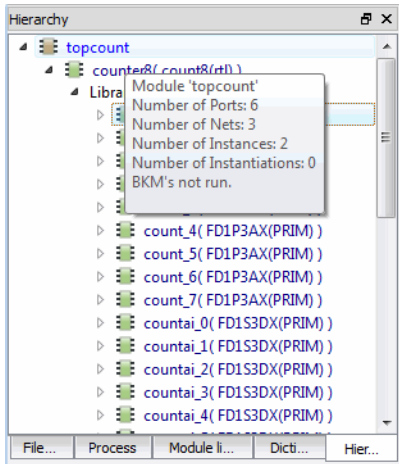 Hierarchy
topcount
counter8( count8(rtl) )
Libra
Module 'topcount'
Number of Ports: 6
Number of Nets: 3
Number of Instances: 2
Number of Instantiations: 0
BKM's not run.
count_4( FD1P3AX(PRIM) )
count_5( FD1P3AX(PRIM) )
count_6( FD1P3AX(PRIM) )
count_7( FD1P3AX(PRIM) )
countai_0( FD1S3DX(PRIM) )
countai_1( FD1S3DX(PRIM) )
countai_2( FD1S3DX(PRIM) )
countai_3( FD1S3DX(PRIM) )
countai_4( FD1S3DX(PRIM) )
File... Process Module li... Dicti... Hier...